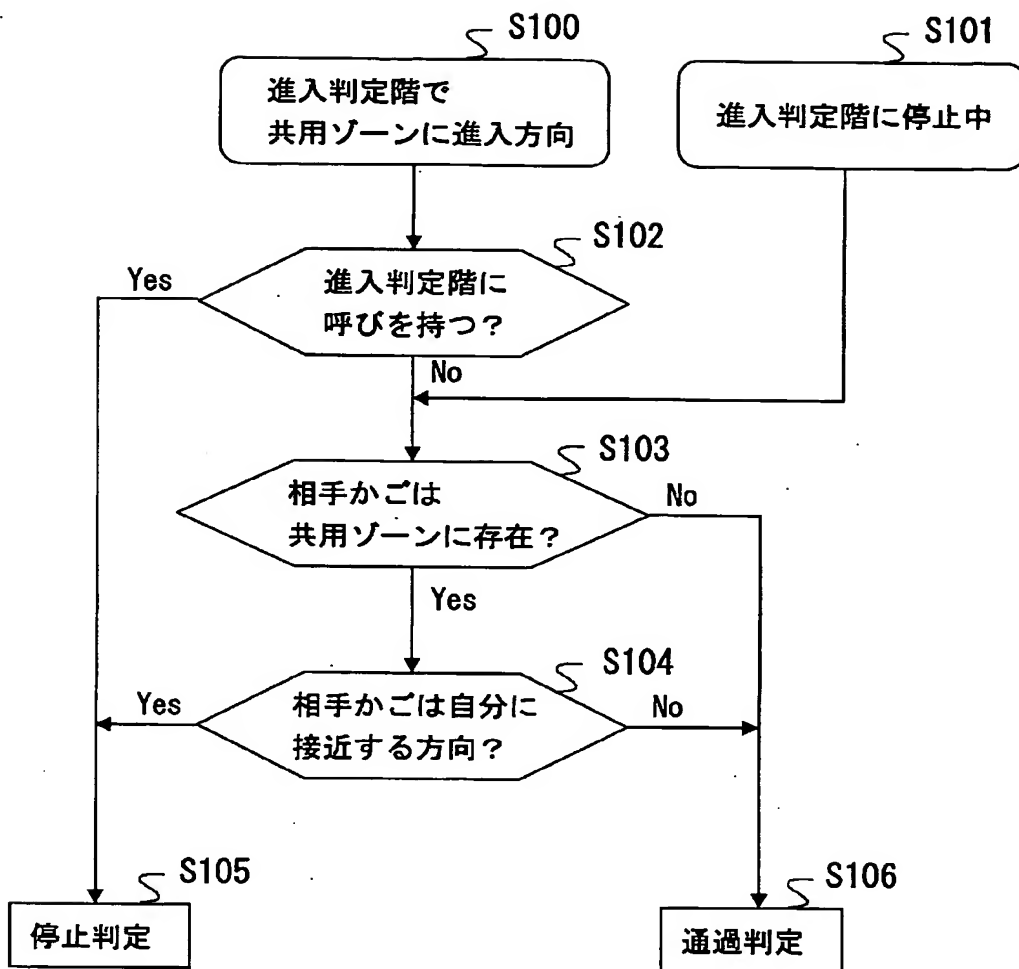 S100
進入判定階で
共用ゾーンに進入方向
S101
進入判定階に停止中
S102
進入判定階に
呼びを持つ？
Yes
No
S103
相手かごは
共用ゾーンに存在？
No
Yes
S104
相手かごは自分に
接近する方向？
Yes
No
S105
停止判定
S106
通過判定